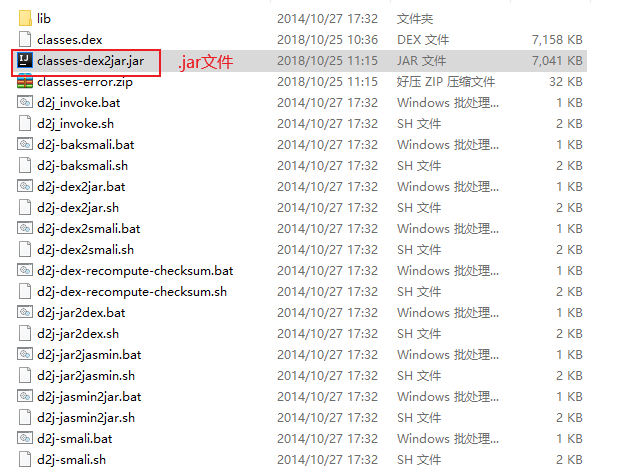 lib 2014/10/27 17:32 文件夹
classes.dex 2018/10/25 10:36 DEX 文件 7,158 KB
classes-dex2jar.jar .jar文件 2018/10/25 11:15 JAR 文件 7,041 KB
classes-error.zip 2018/10/25 11:15 好压 ZIP 压缩文件 32 KB
d2j_invoke.bat 2014/10/27 17:32 Windows 批处理... 1 KB
d2j_invoke.sh 2014/10/27 17:32 SH 文件 2 KB
d2j-baksmali.bat 2014/10/27 17:32 Windows 批处理... 1 KB
d2j-baksmali.sh 2014/10/27 17:32 SH 文件 2 KB
d2j-dex2jar.bat 2014/10/27 17:32 Windows 批处理... 1 KB
d2j-dex2jar.sh 2014/10/27 17:32 SH 文件 2 KB
d2j-dex2smali.bat 2014/10/27 17:32 Windows 批处理... 1 KB
d2j-dex2smali.sh 2014/10/27 17:32 SH 文件 2 KB
d2j-dex-recompute-checksum.bat 2014/10/27 17:32 Windows 批处理... 1 KB
d2j-dex-recompute-checksum.sh 2014/10/27 17:32 SH 文件 2 KB
d2j-jar2dex.bat 2014/10/27 17:32 Windows 批处理... 1 KB
d2j-jar2dex.sh 2014/10/27 17:32 SH 文件 2 KB
d2j-jar2jasmin.bat 2014/10/27 17:32 Windows 批处理... 1 KB
d2j-jar2jasmin.sh 2014/10/27 17:32 SH 文件 2 KB
d2j-jasmin2jar.bat 2014/10/27 17:32 Windows 批处理... 1 KB
d2j-jasmin2jar.sh 2014/10/27 17:32 SH 文件 2 KB
d2j-smali.bat 2014/10/27 17:32 Windows 批处理... 1 KB
d2j-smali.sh 2014/10/27 17:32 SH 文件 2 KB